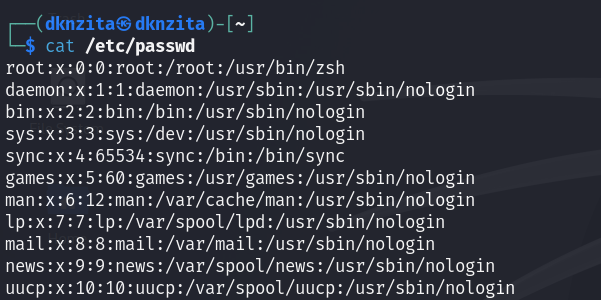 ┌──(dknzita㉿dknzita)-[~]
└─$ cat /etc/passwd
root:x:0:0:root:/root:/usr/bin/zsh
daemon:x:1:1:daemon:/usr/sbin:/usr/sbin/nologin
bin:x:2:2:bin:/bin:/usr/sbin/nologin
sys:x:3:3:sys:/dev:/usr/sbin/nologin
sync:x:4:65534:sync:/bin:/bin/sync
games:x:5:60:games:/usr/games:/usr/sbin/nologin
man:x:6:12:man:/var/cache/man:/usr/sbin/nologin
lp:x:7:7:lp:/var/spool/lpd:/usr/sbin/nologin
mail:x:8:8:mail:/var/mail:/usr/sbin/nologin
news:x:9:9:news:/var/spool/news:/usr/sbin/nologin
uucp:x:10:10:uucp:/var/spool/uucp:/usr/sbin/nologin